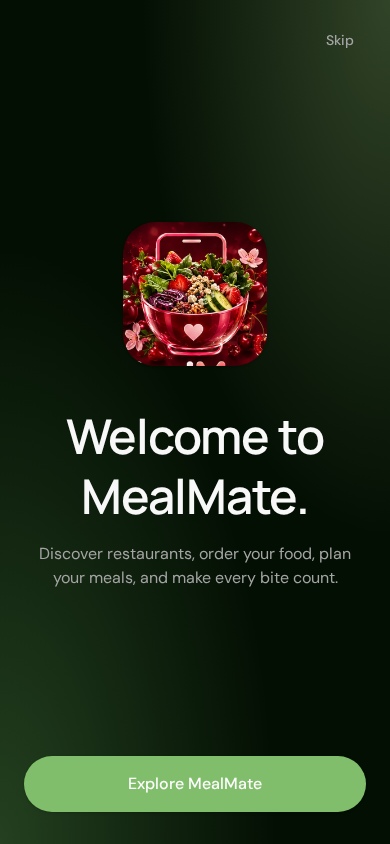 Skip
Welcome to
MealMate.
Discover restaurants, order your food, plan
your meals, and make every bite count.
Explore MealMate